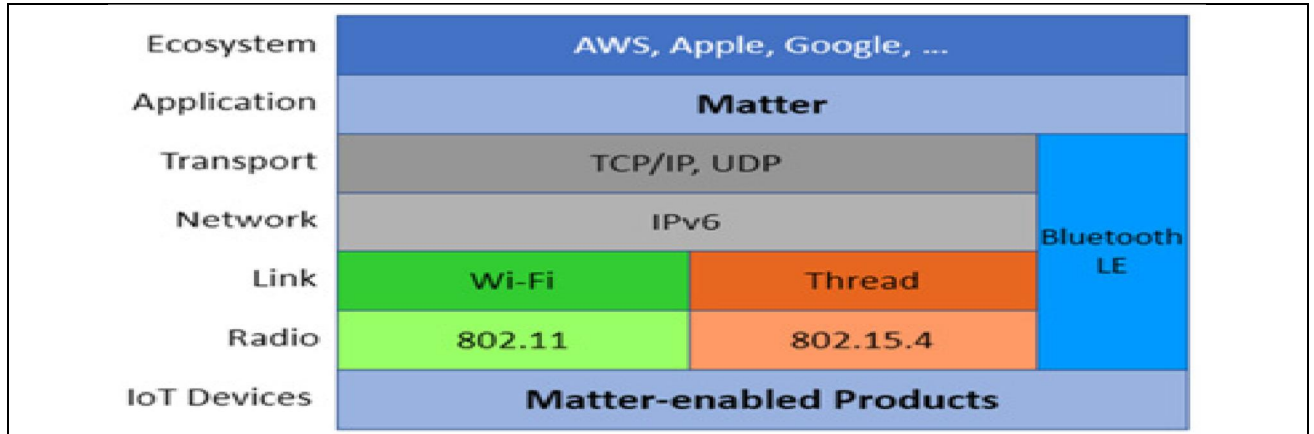 Ecosystem AWS, Apple, Google, ...
Application Matter
Transport TCP/IP, UDP
Network IPv6
Bluetooth
LE
Link Wi-Fi Thread
Radio 802.11 802.15.4
IoT Devices Matter-enabled Products